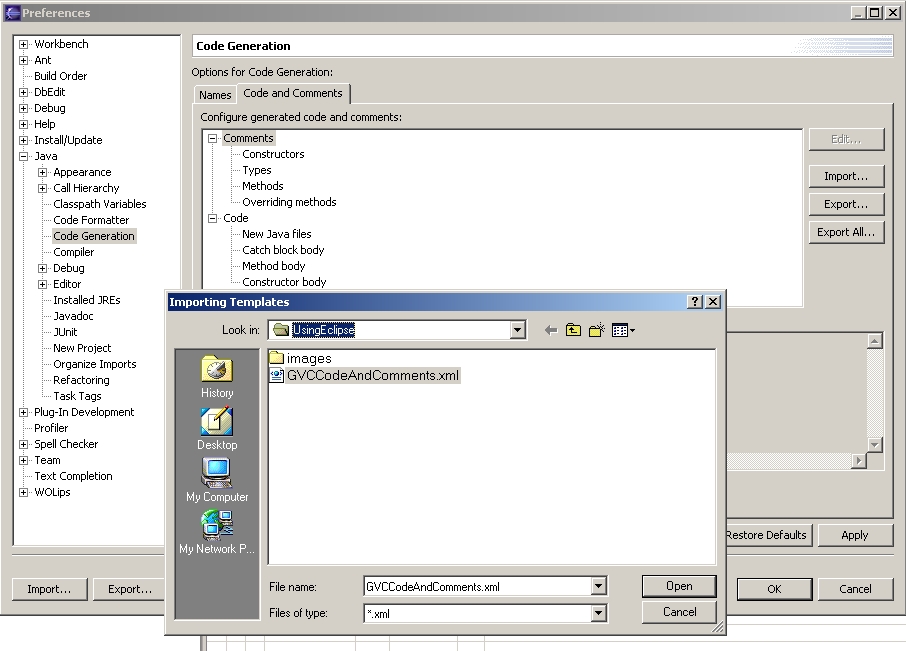 Preferences
Workbench
Ant
Build Order
DbEdit
Debug
Help
Install/Update
Java
Appearance
Call Hierarchy
Classpath Variables
Code Formatter
Code Generation
Compiler
Debug
Editor
Installed JREs
Javadoc
JUnit
New Project
Organize Imports
Refactoring
Task Tags
Plug-In Development
Profiler
Spell Checker
Team
Text Completion
WOLips
Import...
Export...
Code Generation
Options for Code Generation:
Names
Code and Comments
Configure generated code and comments:
Comments
Constructors
Types
Methods
Overriding methods
Code
New Java files
Catch block body
Method body
Constructor body
Edit...
Import...
Export...
Export All...
Restore Defaults
Apply
OK
Cancel
Importing Templates
Look in:
UsingEclipse
History
Desktop
My Computer
My Network P...
images
GVCCodeAndComments.xml
File name:
GVCCodeAndComments.xml
Open
Files of type:
*.xml
Cancel